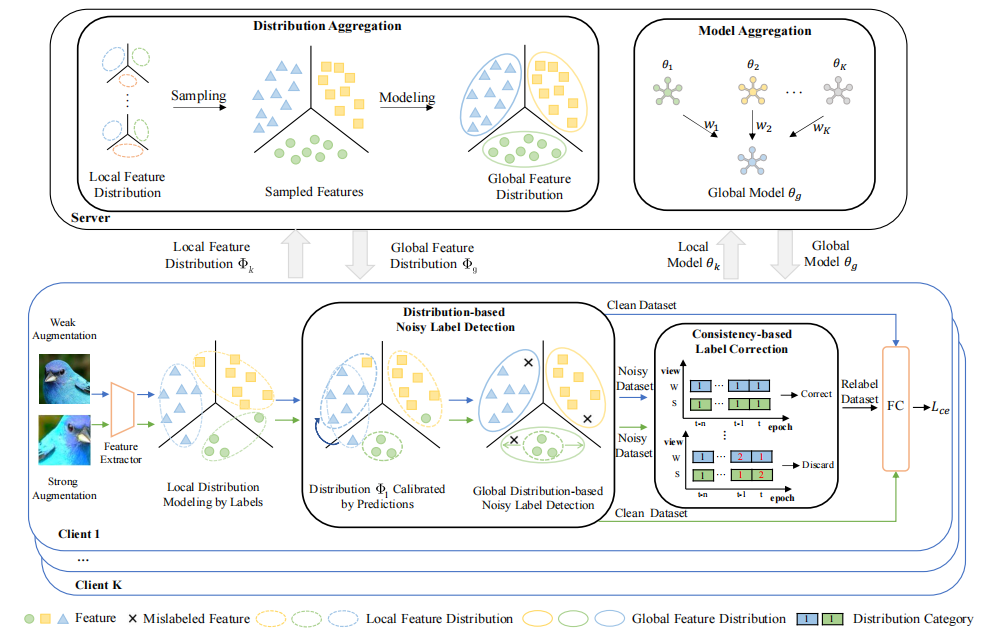 Distribution Aggregation
Sampling
Modeling
Local Feature
Distribution
Sampled Features
Global Feature
Distribution
Model Aggregation
θ1
θ2
...
θK
w1
w2
wK
Global Model θg
Server
Local Feature
Distribution Φk
Global Feature
Distribution Φg
Local
Model θk
Global
Model θg
Weak
Augmentation
Strong
Augmentation
Feature
Extractor
Local Distribution
Modeling by Labels
Distribution-based
Noisy Label Detection
Distribution Φ1 Calibrated
by Predictions
Global Distribution-based
Noisy Label Detection
Clean Dataset
Noisy
Dataset
Noisy
Dataset
Clean Dataset
Consistency-based
Label Correction
view
W 1 ... 1 1
S 1 ... 1 1
t-n t-1 t
epoch
Correct
view
W 1 ... 2 1
S 1 ... 1 2
t-n t-1 t
epoch
Discard
Relabel
Dataset
FC
Lce
Client 1
...
Client K
Feature
Mislabeled Feature
Local Feature Distribution
Global Feature Distribution
1 1 Distribution Category